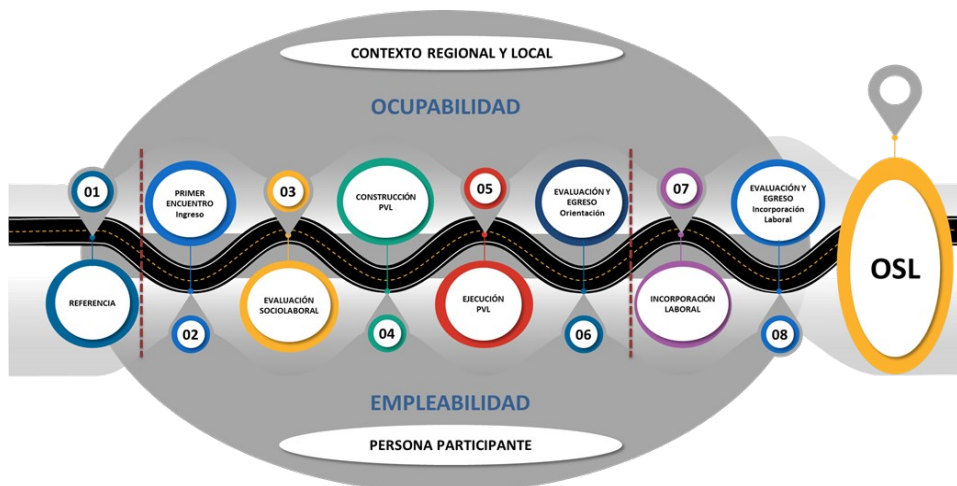 CONTEXTO REGIONAL Y LOCAL
OCUPABILIDAD
01
REFERENCIA
PRIMER
ENCUENTRO
Ingreso
02
03
EVALUACIÓN
SOCIOLABORAL
CONSTRUCCIÓN
PVL
04
05
EJECUCIÓN
PVL
EVALUACIÓN Y
EGRESO
Orientación
06
07
INCORPORACIÓN
LABORAL
EVALUACIÓN Y
EGRESO
Incorporación
Laboral
08
OSL
EMPLEABILIDAD
PERSONA PARTICIPANTE